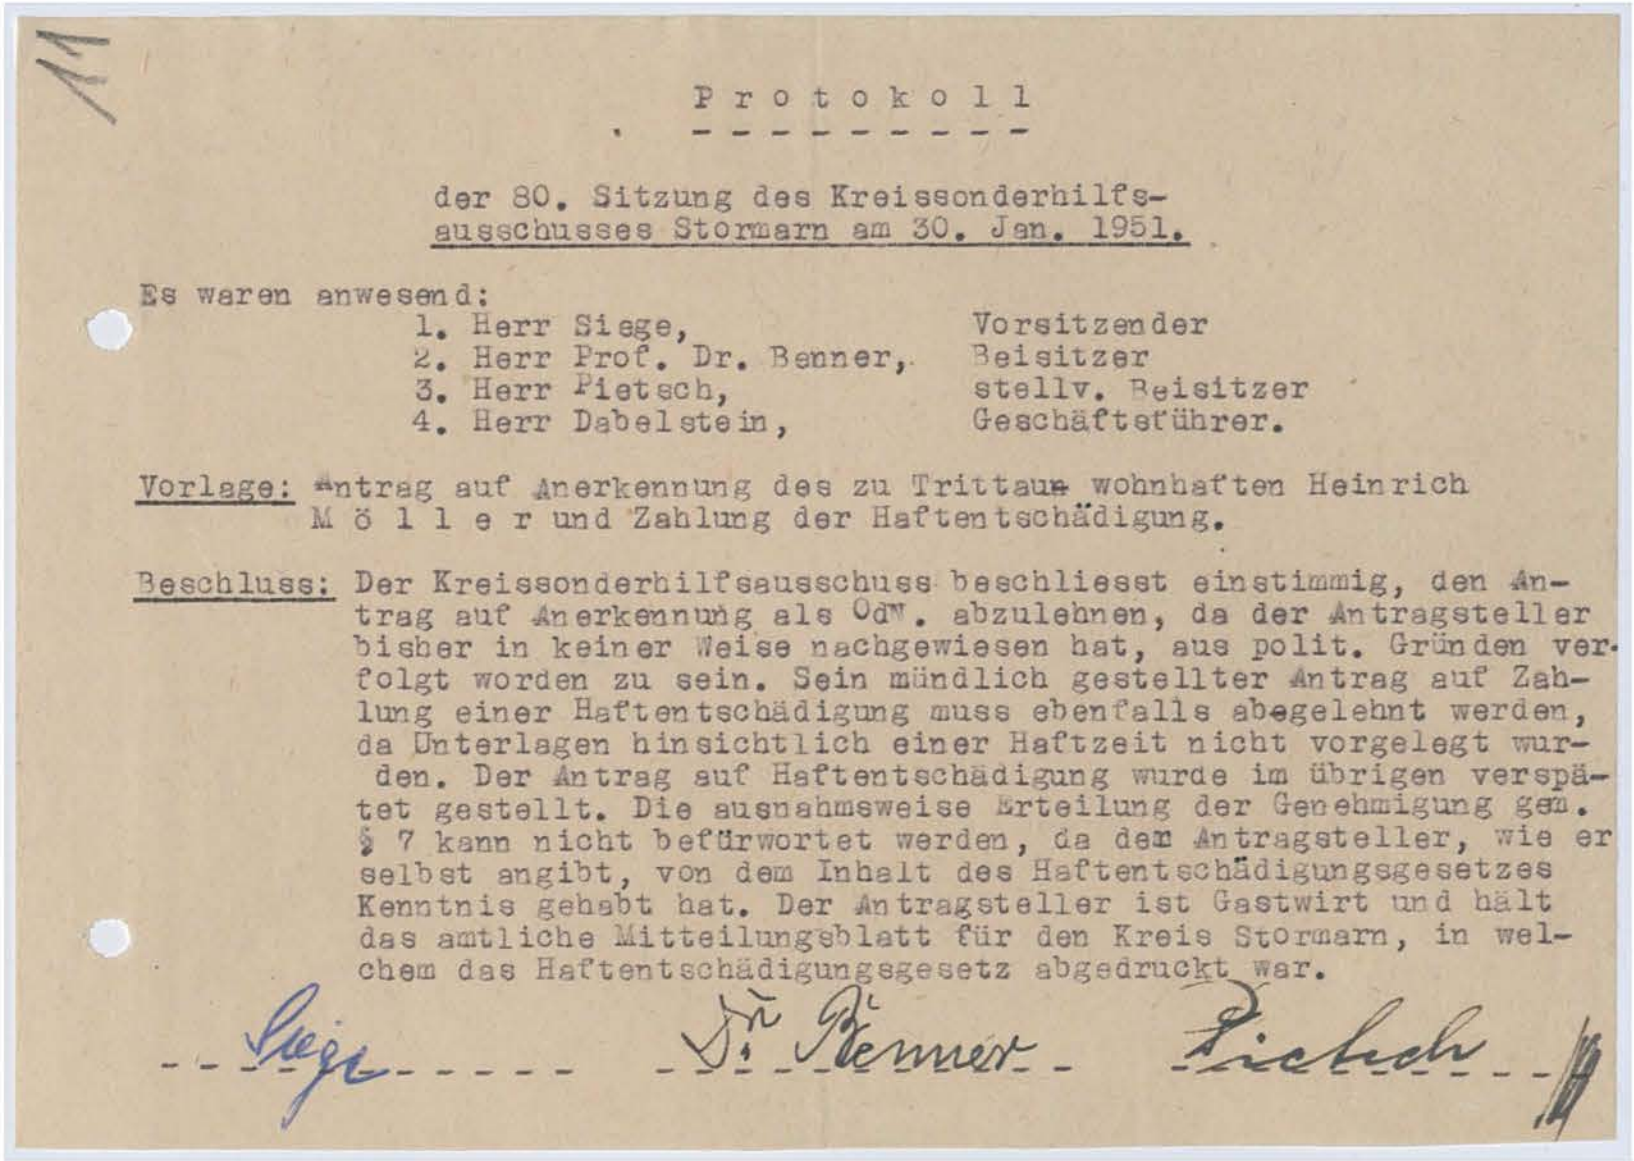 11
Protokoll
der 80. Sitzung des Kreissonderhilfs-
ausschusses Stormarn am 30. Jan. 1951.
Es waren anwesend:
1. Herr Siege, Vorsitzender
2. Herr Prof. Dr. Benner, Beisitzer
3. Herr Pietsch, stellv. Beisitzer
4. Herr Dabelstein, Geschäftsführer.
Vorlage: Antrag auf Anerkennung des zu Trittau wohnhaften Heinrich
M ö l l e r und Zahlung der Haftentschädigung.
Beschluss: Der Kreissonderhilfsausschuss beschliesst einstimmig, den An-
trag auf Anerkennung als OdN. abzulehnen, da der Antragsteller
bisher in keiner Weise nachgewiesen hat, aus polit. Gründen ver-
folgt worden zu sein. Sein mündlich gestellter Antrag auf Zah-
lung einer Haftentschädigung muss ebenfalls abegelehnt werden,
da Unterlagen hinsichtlich einer Haftzeit nicht vorgelegt wur-
den. Der Antrag auf Haftentschädigung wurde im übrigen verspä-
tet gestellt. Die ausnahmsweise Erteilung der Genehmigung gem.
§ 7 kann nicht befürwortet werden, da der Antragsteller, wie er
selbst angibt, von dem Inhalt des Haftentschädigungsgesetzes
Kenntnis gehabt hat. Der Antragsteller ist Gastwirt und hält
das amtliche Mitteilungsblatt für den Kreis Stormarn, in wel-
chem das Haftentschädigungsgesetz abgedruckt war.
Siege Dr. Benner Pietsch